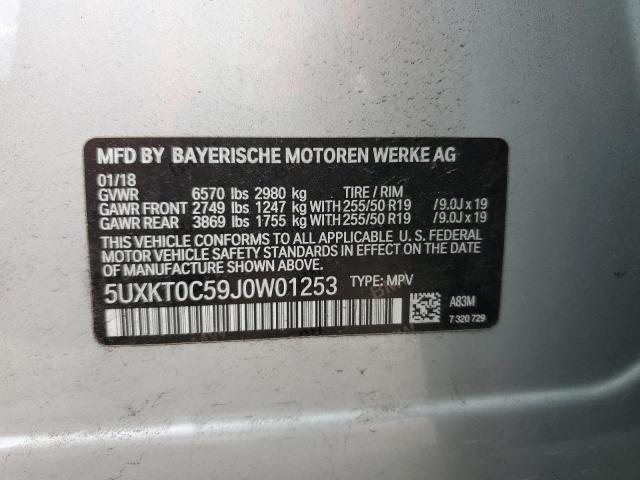 MFD BY BAYERISCHE MOTOREN WERKE AG
01/18
GVWR 6570 lbs 2980 kg TIRE / RIM
GAWR FRONT 2749 lbs 1247 kg WITH 255/50 R19 /9.0J x 19
GAWR REAR 3869 lbs 1755 kg WITH 255/50 R19 /9.0J x 19
THIS VEHICLE CONFORMS TO ALL APPLICABLE U. S. FEDERAL
MOTOR VEHICLE SAFETY STANDARDS IN EFFECT ON THE DATE
OF MANUFACTURE SHOWN ABOVE.
5UXKT0C59J0W01253 TYPE: MPV
A83M
7 320 729